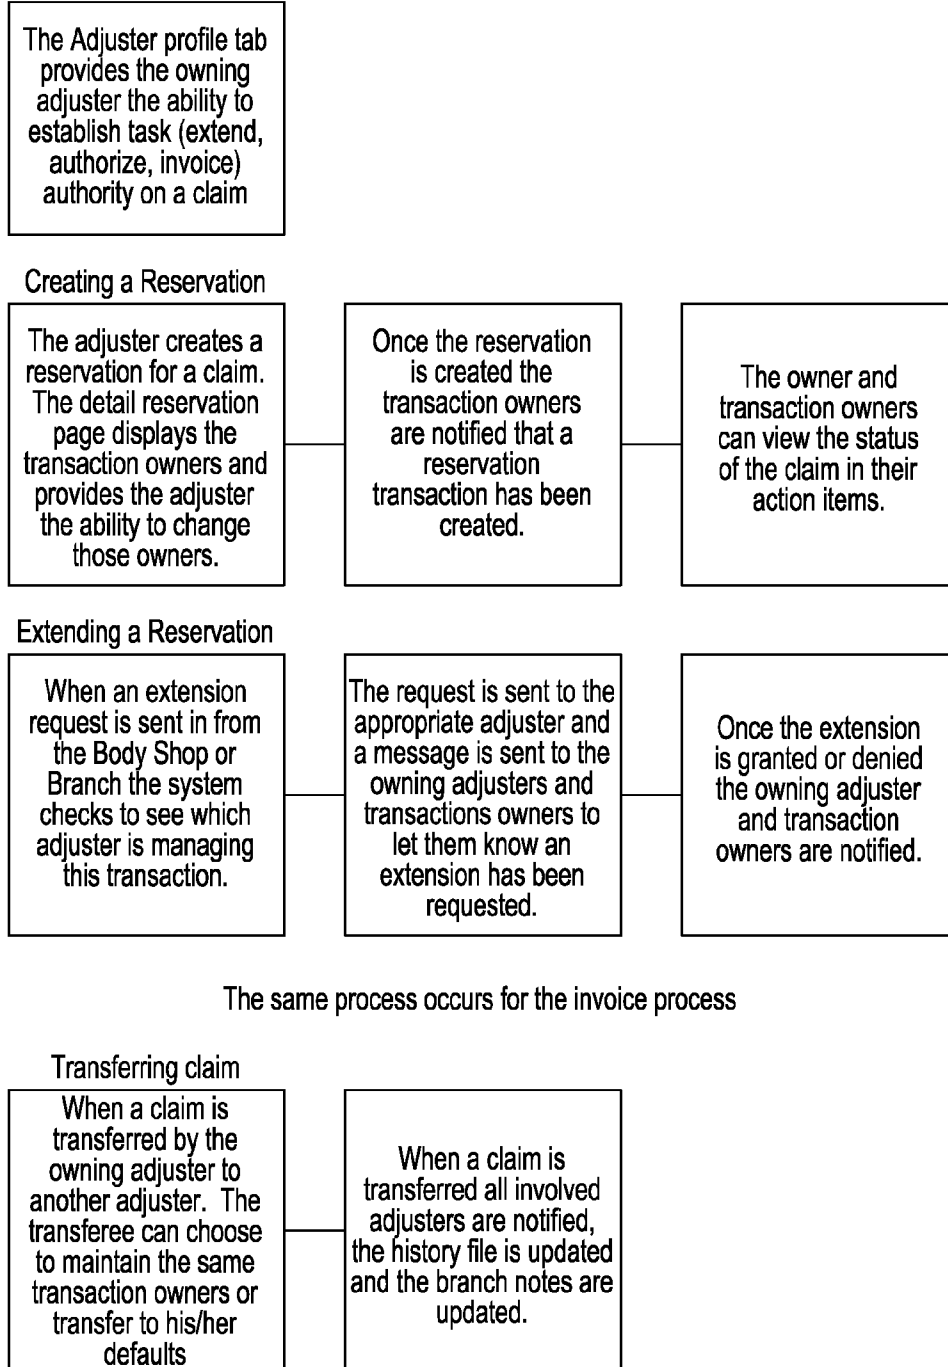 The Adjuster profile tab
provides the owning
adjuster the ability to
establish task (extend,
authorize, invoice)
authority on a claim
Creating a Reservation
The adjuster creates a
reservation for a claim.
The detail reservation
page displays the
transaction owners and
provides the adjuster
the ability to change
those owners.
Once the reservation
is created the
transaction owners
are notified that a
reservation
transaction has been
created.
The owner and
transaction owners
can view the status
of the claim in their
action items.
Extending a Reservation
When an extension
request is sent in from
the Body Shop or
Branch the system
checks to see which
adjuster is managing
this transaction.
The request is sent to the
appropriate adjuster and
a message is sent to the
owning adjusters and
transactions owners to
let them know an
extension has been
requested.
Once the extension
is granted or denied
the owning adjuster
and transaction
owners are notified.
The same process occurs for the invoice process
Transferring claim
When a claim is
transferred by the
owning adjuster to
another adjuster. The
transferee can choose
to maintain the same
transaction owners or
transfer to his/her
defaults
When a claim is
transferred all involved
adjusters are notified,
the history file is updated
and the branch notes are
updated.